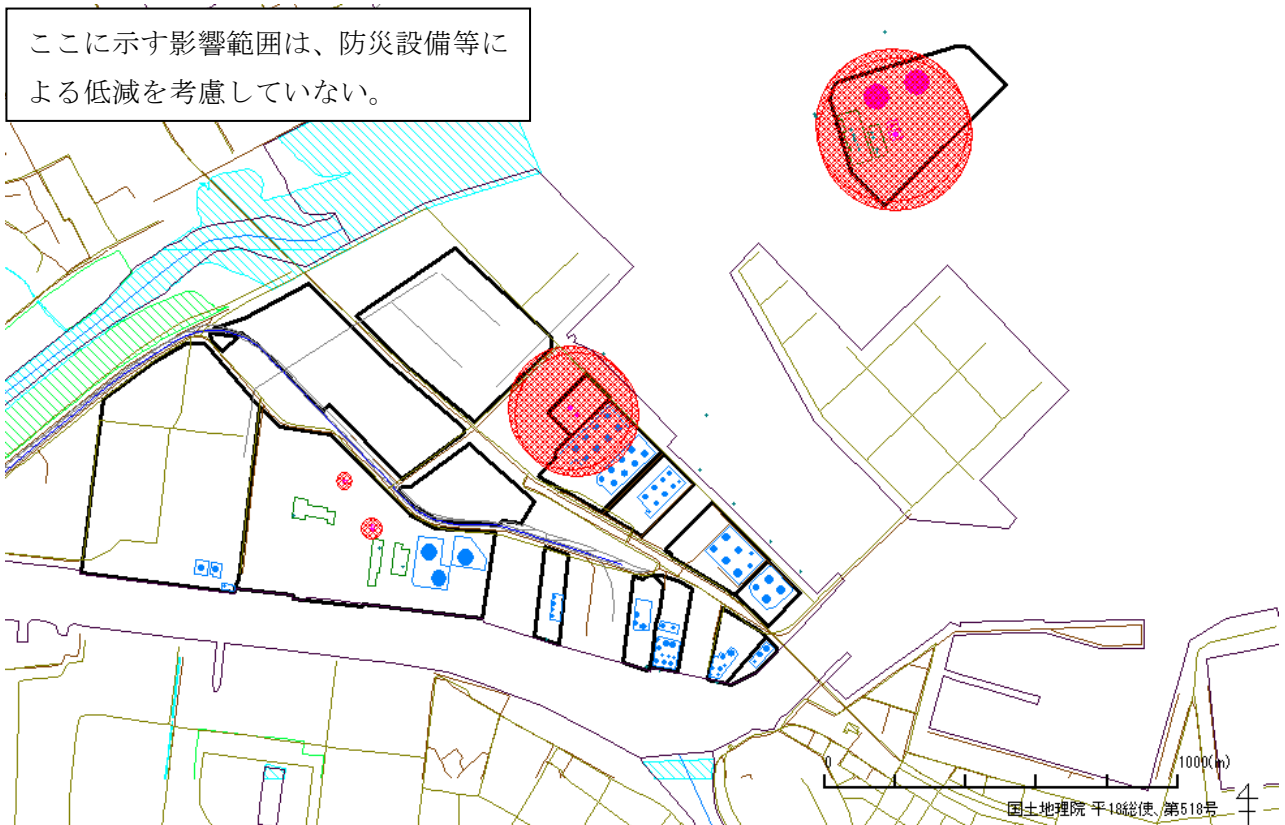 ここに示す影響範囲は、防災設備等に
よる低減を考慮していない。
0
1000(m)
国土地理院 平18総使、第518号